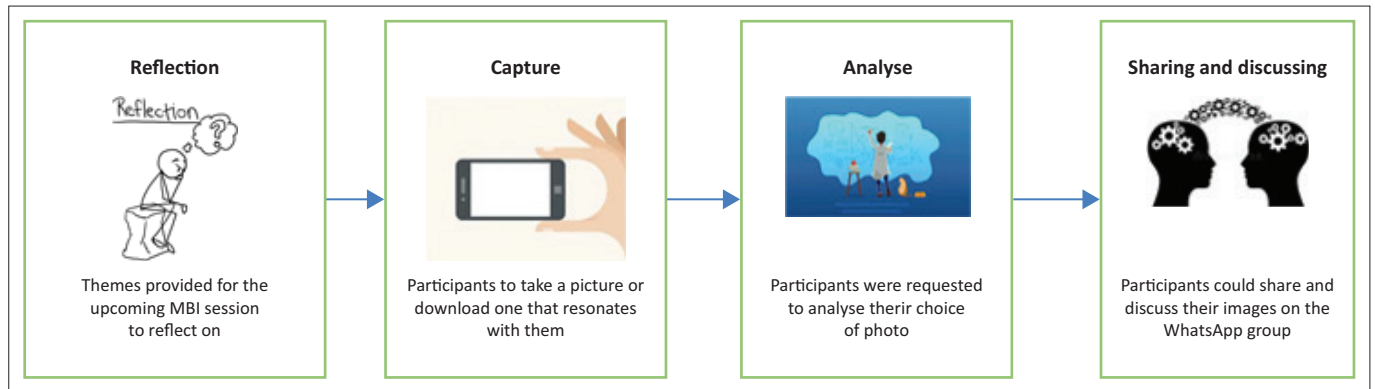 Reflection
Reflection
?
Themes provided for the
upcoming MBI session
to reflect on
Capture
Participants to take a picture or
download one that resonates
with them
Analyse
Participants were requested
to analyse therir choice
of photo
Sharing and discussing
Participants could share and
discuss their images on the
WhatsApp group